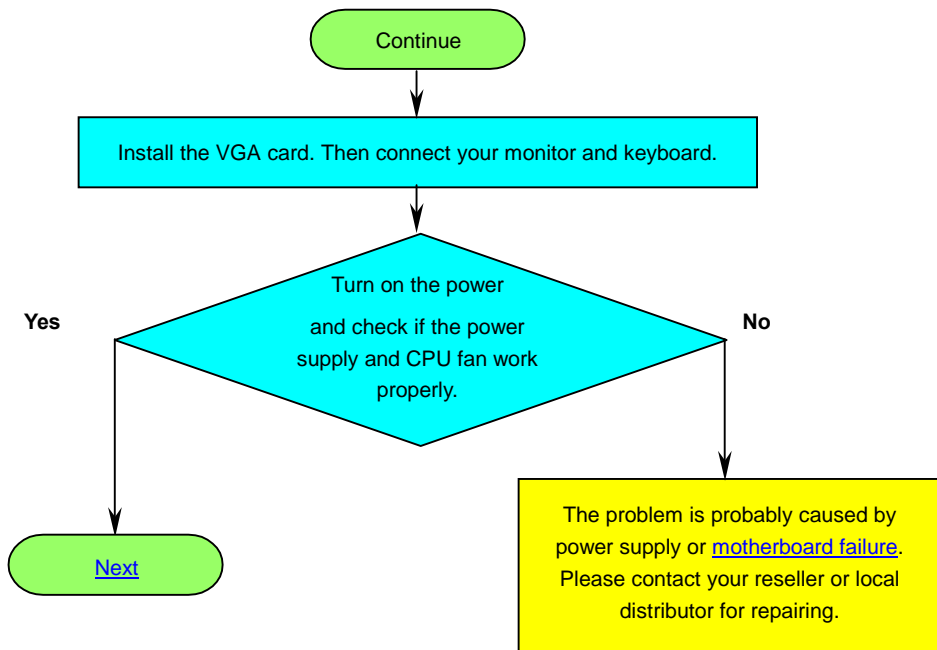 Continue
Install the VGA card. Then connect your monitor and keyboard.
Turn on the power
and check if the power
supply and CPU fan work
properly.
Yes
No
Next
The problem is probably caused by
power supply or motherboard failure.
Please contact your reseller or local
distributor for repairing.